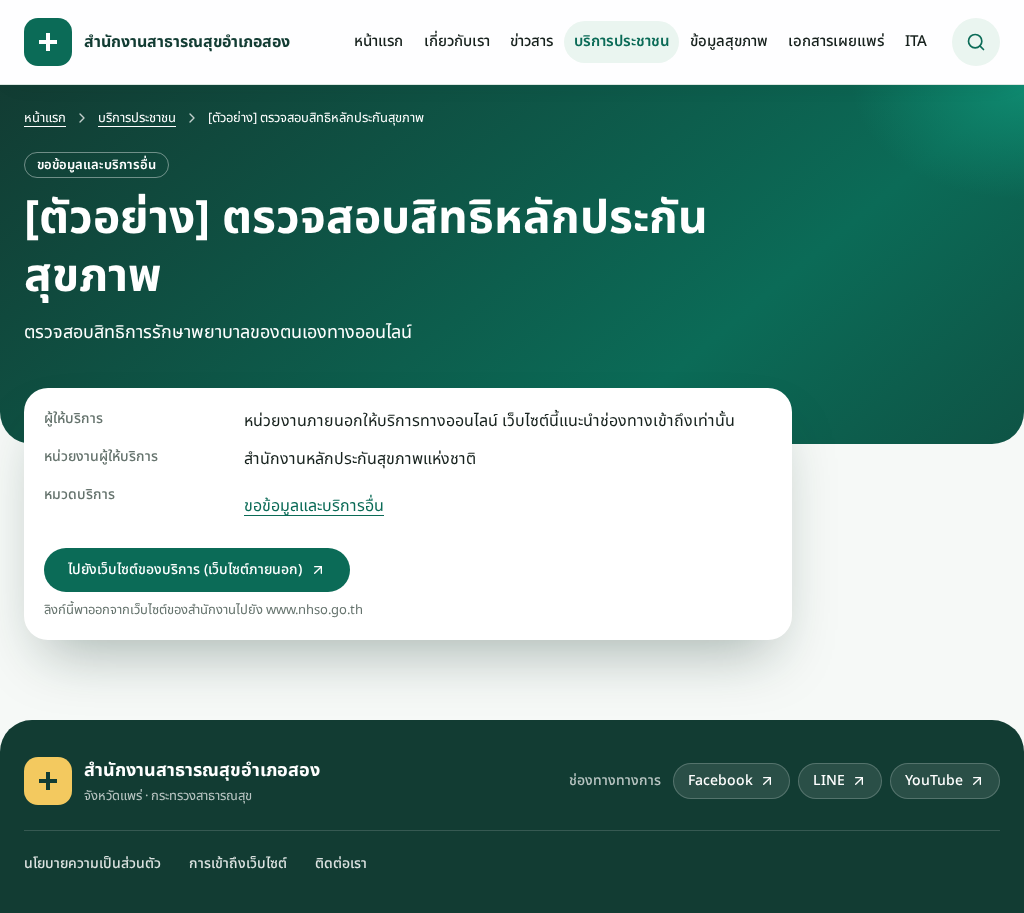 สำนักงานสาธารณสุขอำเภอสอง
หน้าแรก เกี่ยวกับเรา ข่าวสาร บริการประชาชน ข้อมูลสุขภาพ เอกสารเผยแพร่ ITA
หน้าแรก บริการประชาชน [ตัวอย่าง] ตรวจสอบสิทธิหลักประกันสุขภาพ
ขอข้อมูลและบริการอื่น
[ตัวอย่าง] ตรวจสอบสิทธิหลักประกัน
สุขภาพ
ตรวจสอบสิทธิการรักษาพยาบาลของตนเองทางออนไลน์
ผู้ให้บริการ หน่วยงานภายนอกให้บริการทางออนไลน์ เว็บไซต์นี้แนะนำช่องทางเข้าถึงเท่านั้น
หน่วยงานผู้ให้บริการ สำนักงานหลักประกันสุขภาพแห่งชาติ
หมวดบริการ ขอข้อมูลและบริการอื่น
ไปยังเว็บไซต์ของบริการ (เว็บไซต์ภายนอก)
ลิงก์นี้พาออกจากเว็บไซต์ของสำนักงานไปยัง www.nhso.go.th
สำนักงานสาธารณสุขอำเภอสอง
จังหวัดแพร่ · กระทรวงสาธารณสุข
ช่องทางทางการ Facebook LINE YouTube
นโยบายความเป็นส่วนตัว การเข้าถึงเว็บไซต์ ติดต่อเรา